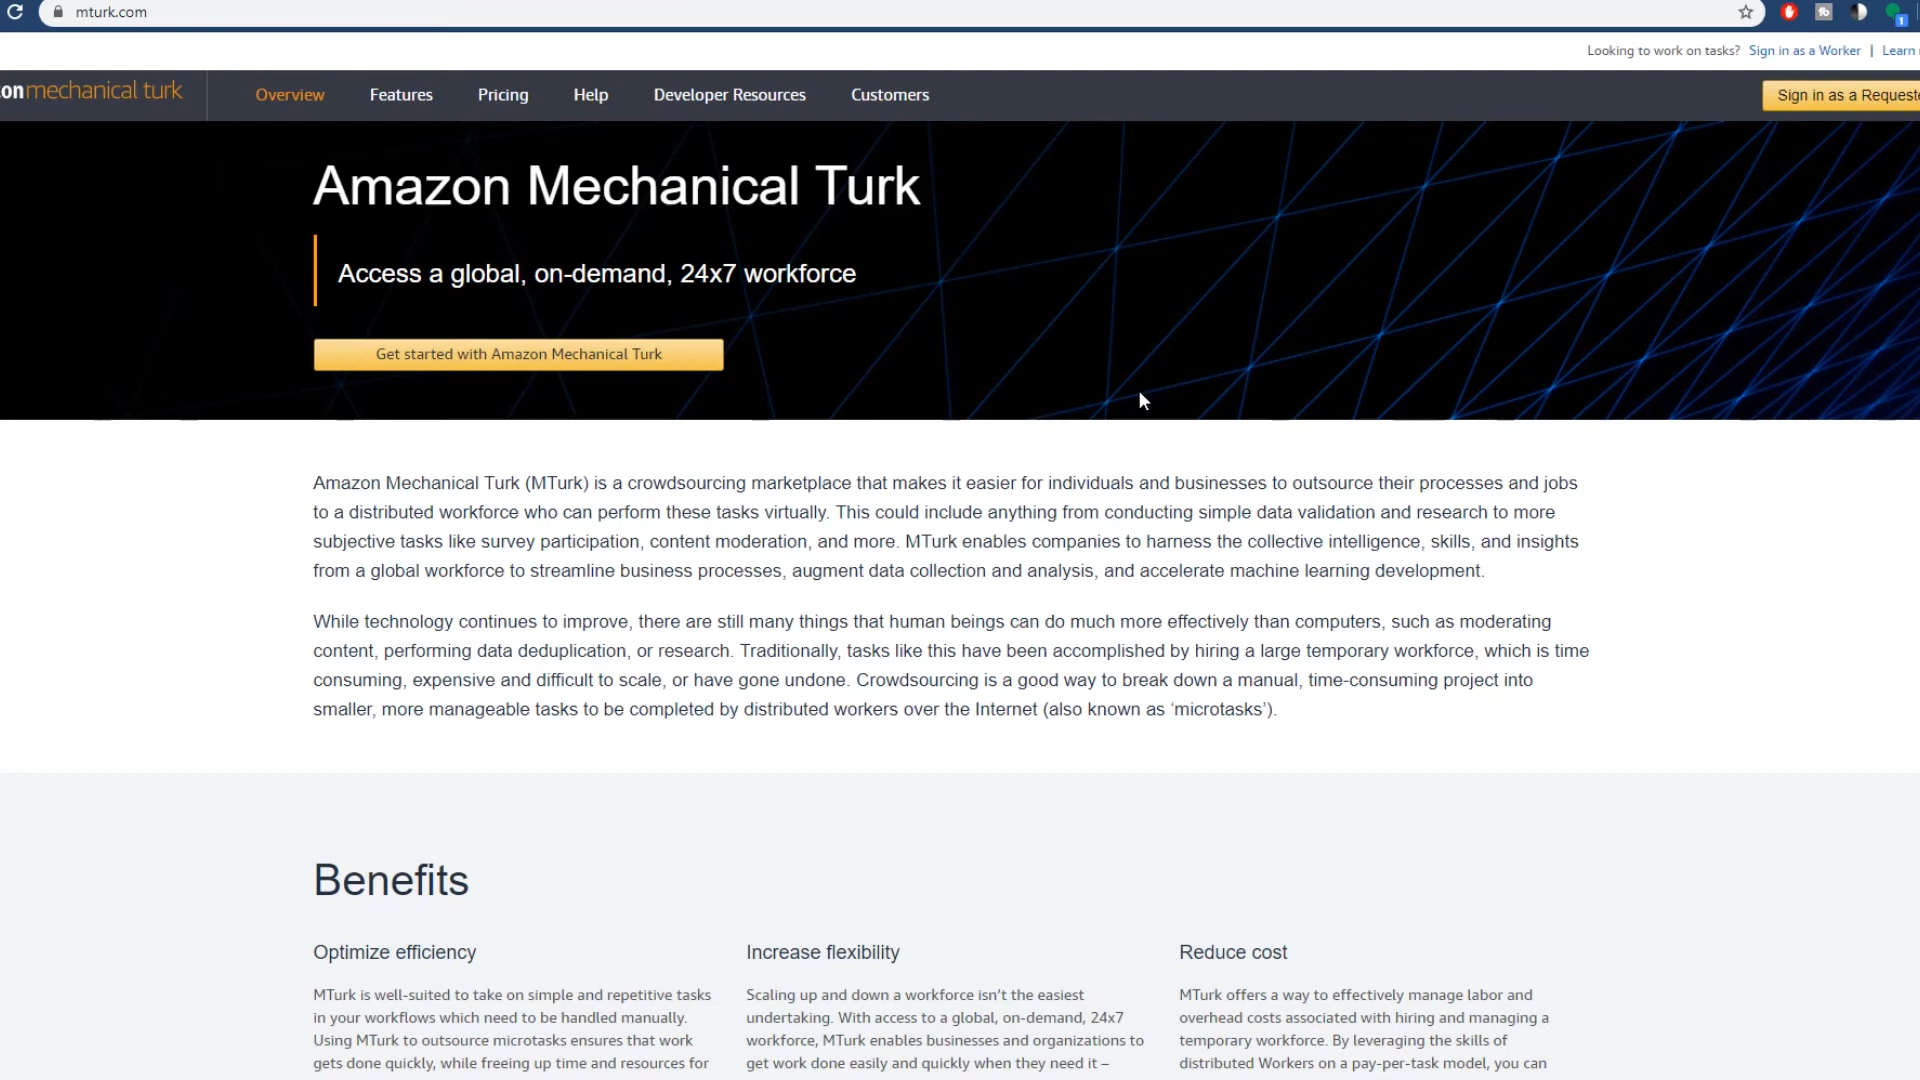 mturk.com
1
Looking to work on tasks? Sign in as a Worker | Learn
on mechanical turk
Overview Features Pricing Help Developer Resources Customers
Sign in as a Requeste
Amazon Mechanical Turk
Access a global, on-demand, 24x7 workforce
Get started with Amazon Mechanical Turk
Amazon Mechanical Turk (MTurk) is a crowdsourcing marketplace that makes it easier for individuals and businesses to outsource their processes and jobs
to a distributed workforce who can perform these tasks virtually. This could include anything from conducting simple data validation and research to more
subjective tasks like survey participation, content moderation, and more. MTurk enables companies to harness the collective intelligence, skills, and insights
from a global workforce to streamline business processes, augment data collection and analysis, and accelerate machine learning development.
While technology continues to improve, there are still many things that human beings can do much more effectively than computers, such as moderating
content, performing data deduplication, or research. Traditionally, tasks like this have been accomplished by hiring a large temporary workforce, which is time
consuming, expensive and difficult to scale, or have gone undone. Crowdsourcing is a good way to break down a manual, time-consuming project into
smaller, more manageable tasks to be completed by distributed workers over the Internet (also known as ‘microtasks’).
Benefits
Optimize efficiency
MTurk is well-suited to take on simple and repetitive tasks
in your workflows which need to be handled manually.
Using MTurk to outsource microtasks ensures that work
gets done quickly, while freeing up time and resources for
Increase flexibility
Scaling up and down a workforce isn’t the easiest
undertaking. With access to a global, on-demand, 24x7
workforce, MTurk enables businesses and organizations to
get work done easily and quickly when they need it –
Reduce cost
MTurk offers a way to effectively manage labor and
overhead costs associated with hiring and managing a
temporary workforce. By leveraging the skills of
distributed Workers on a pay-per-task model, you can